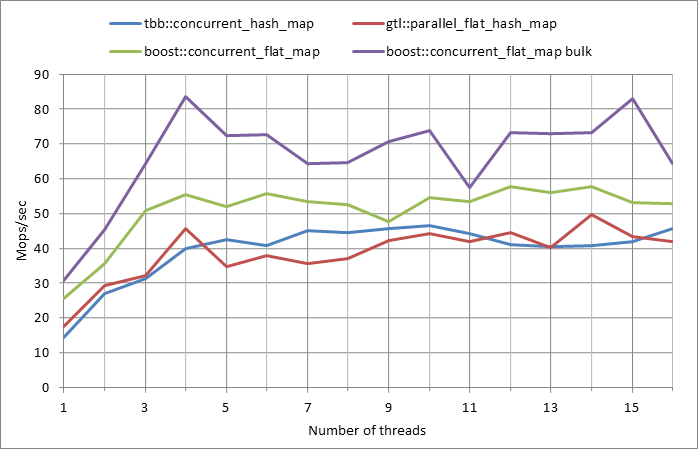 tbb::concurrent_hash_map gtl::parallel_flat_hash_map
boost::concurrent_flat_map boost::concurrent_flat_map bulk
90
80
70
60
50
40
30
20
10
0
Mops/sec
1 3 5 7 9 11 13 15
Number of threads